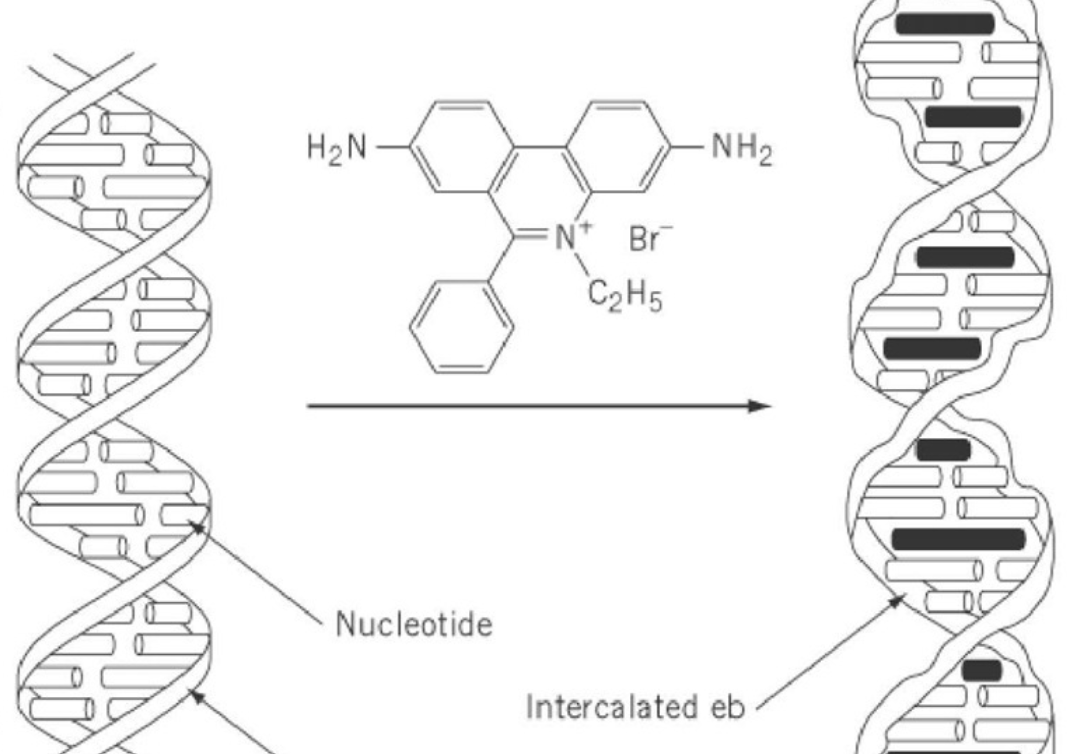 H₂N
NH₂
N⁺
Br⁻
C₂H₅
Nucleotide
Intercalated eb